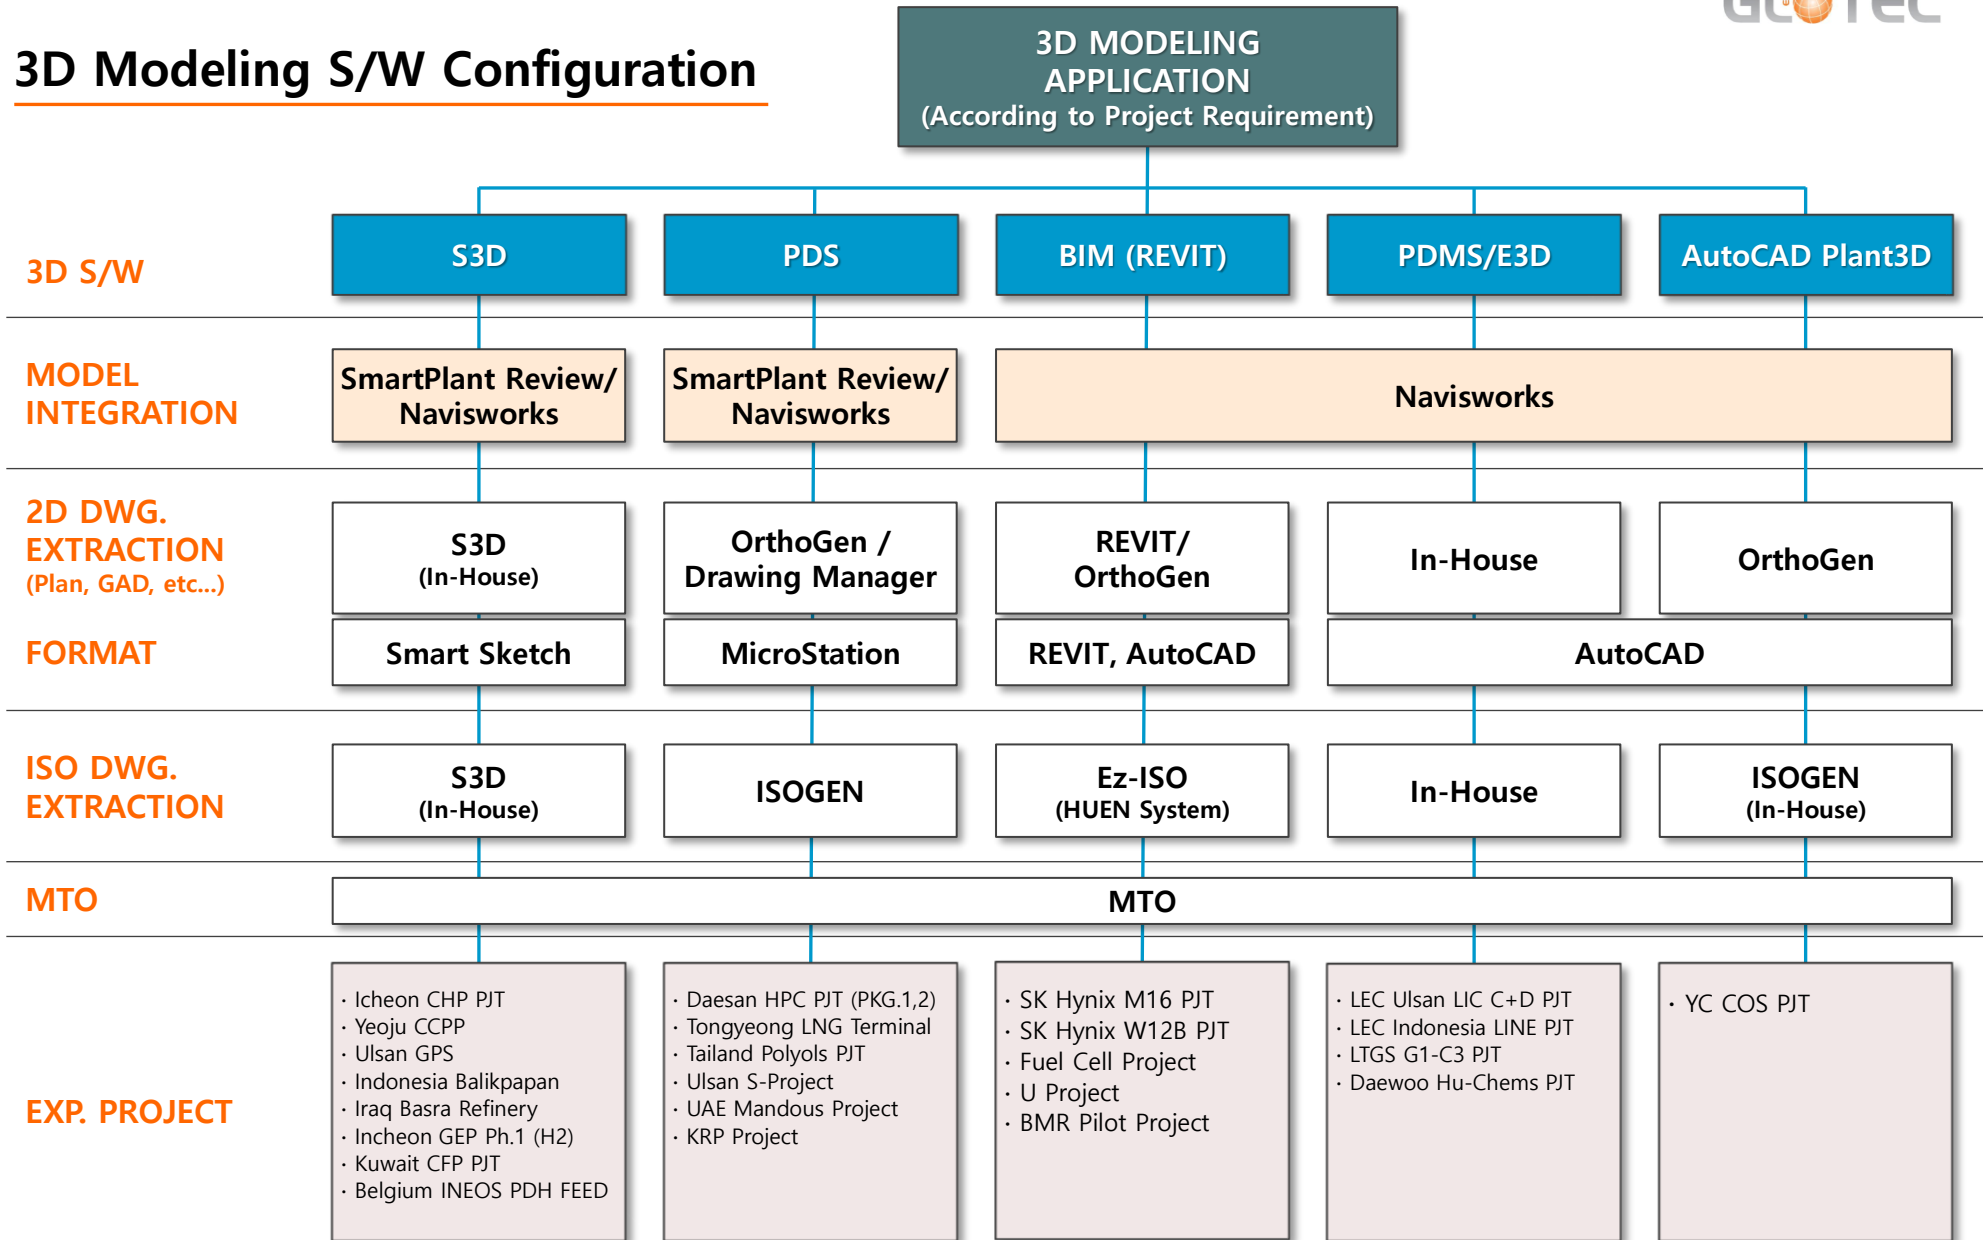 3D Modeling S/W Configuration
3D MODELING
APPLICATION
(According to Project Requirement)
3D S/W
S3D
PDS
BIM (REVIT)
PDMS/E3D
AutoCAD Plant3D
MODEL
INTEGRATION
SmartPlant Review/
Navisworks
SmartPlant Review/
Navisworks
Navisworks
2D DWG.
EXTRACTION
(Plan, GAD, etc...)
S3D
(In-House)
OrthoGen /
Drawing Manager
REVIT/
OrthoGen
In-House
OrthoGen
FORMAT
Smart Sketch
MicroStation
REVIT, AutoCAD
AutoCAD
ISO DWG.
EXTRACTION
S3D
(In-House)
ISOGEN
Ez-ISO
(HUEN System)
In-House
ISOGEN
(In-House)
MTO
MTO
EXP. PROJECT
· Icheon CHP PJT
· Yeoju CCPP
· Ulsan GPS
· Indonesia Balikpapan
· Iraq Basra Refinery
· Incheon GEP Ph.1 (H2)
· Kuwait CFP PJT
· Belgium INEOS PDH FEED
· Daesan HPC PJT (PKG.1,2)
· Tongyeong LNG Terminal
· Tailand Polyols PJT
· Ulsan S-Project
· UAE Mandous Project
· KRP Project
· SK Hynix M16 PJT
· SK Hynix W12B PJT
· Fuel Cell Project
· U Project
· BMR Pilot Project
· LEC Ulsan LIC C+D PJT
· LEC Indonesia LINE PJT
· LTGS G1-C3 PJT
· Daewoo Hu-Chems PJT
· YC COS PJT